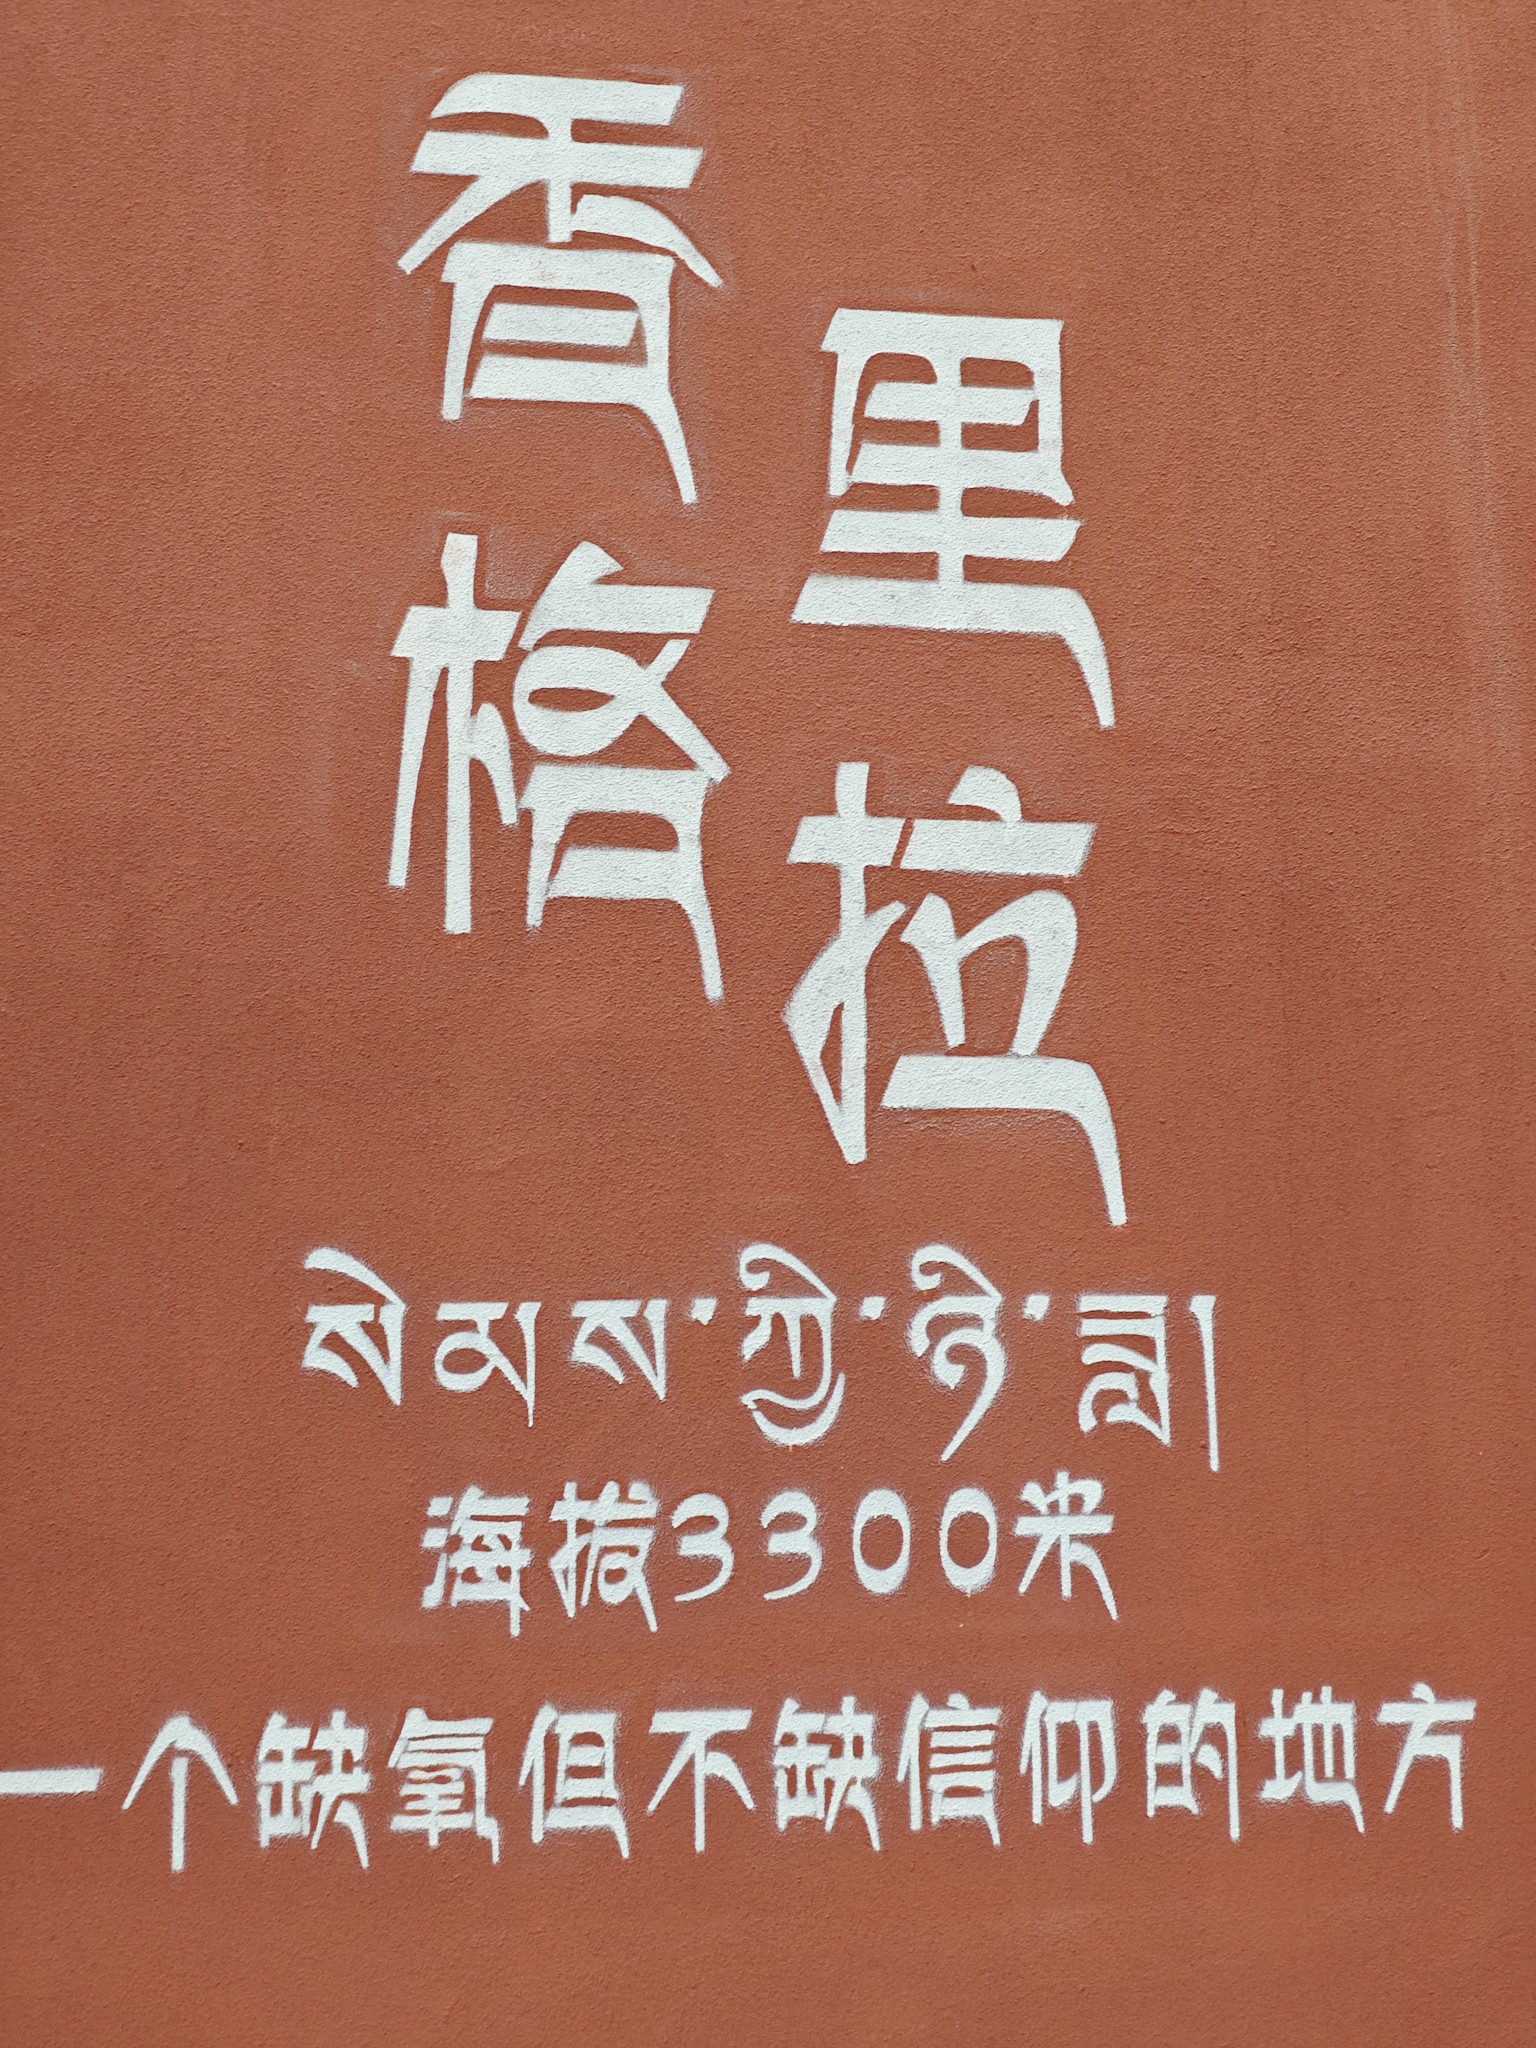 香里
格拉
སེམས་ཀྱི་ཉི་ཟླ།
海拔3300米
一个缺氧但不缺信仰的地方